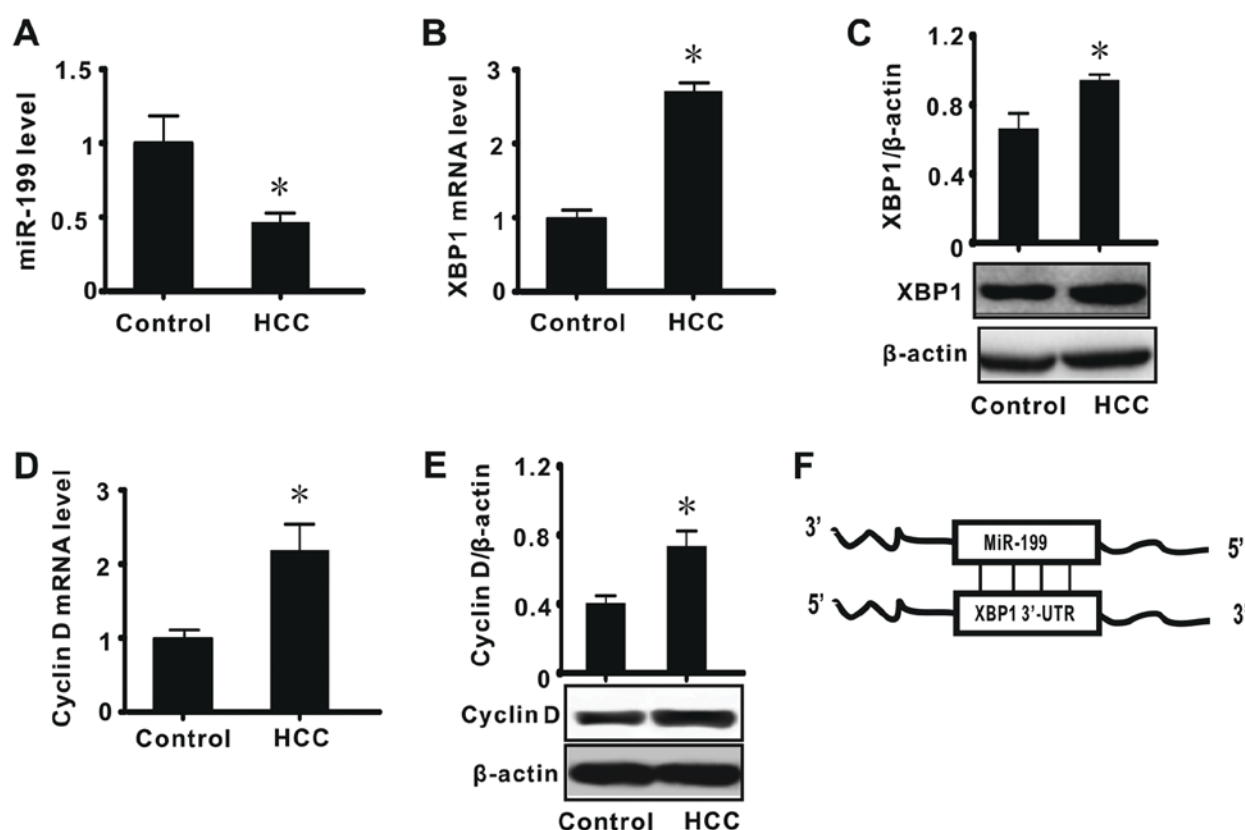 A
miR-199 level
1.5
1
0.5
0
*
Control HCC
B
XBP1 mRNA level
3
2
1
0
*
Control HCC
C
XBP1/β-actin
1.2
0.8
0.4
0
*
XBP1
β-actin
Control HCC
D
Cyclin D mRNA level
3
2
1
0
*
Control HCC
E
Cyclin D/β-actin
1.2
0.8
0.4
0
*
Cyclin D
β-actin
Control HCC
F
3’ MiR-199 5’
5’ XBP1 3’-UTR 3’